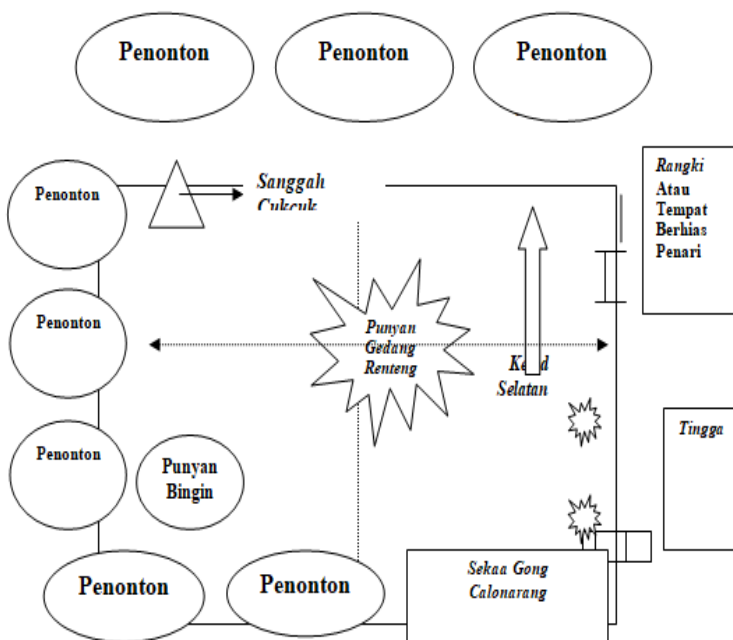 Penonton
Penonton
Penonton
Penonton
Sanggah
Cukcuk
Rangki
Atau
Tempat
Berhias
Penari
Penonton
Punyan
Gedang
Renteng
Selatan
Penonton
Punyan
Bingin
Tingga
Penonton
Penonton
Sekaa Gong
Calonarang